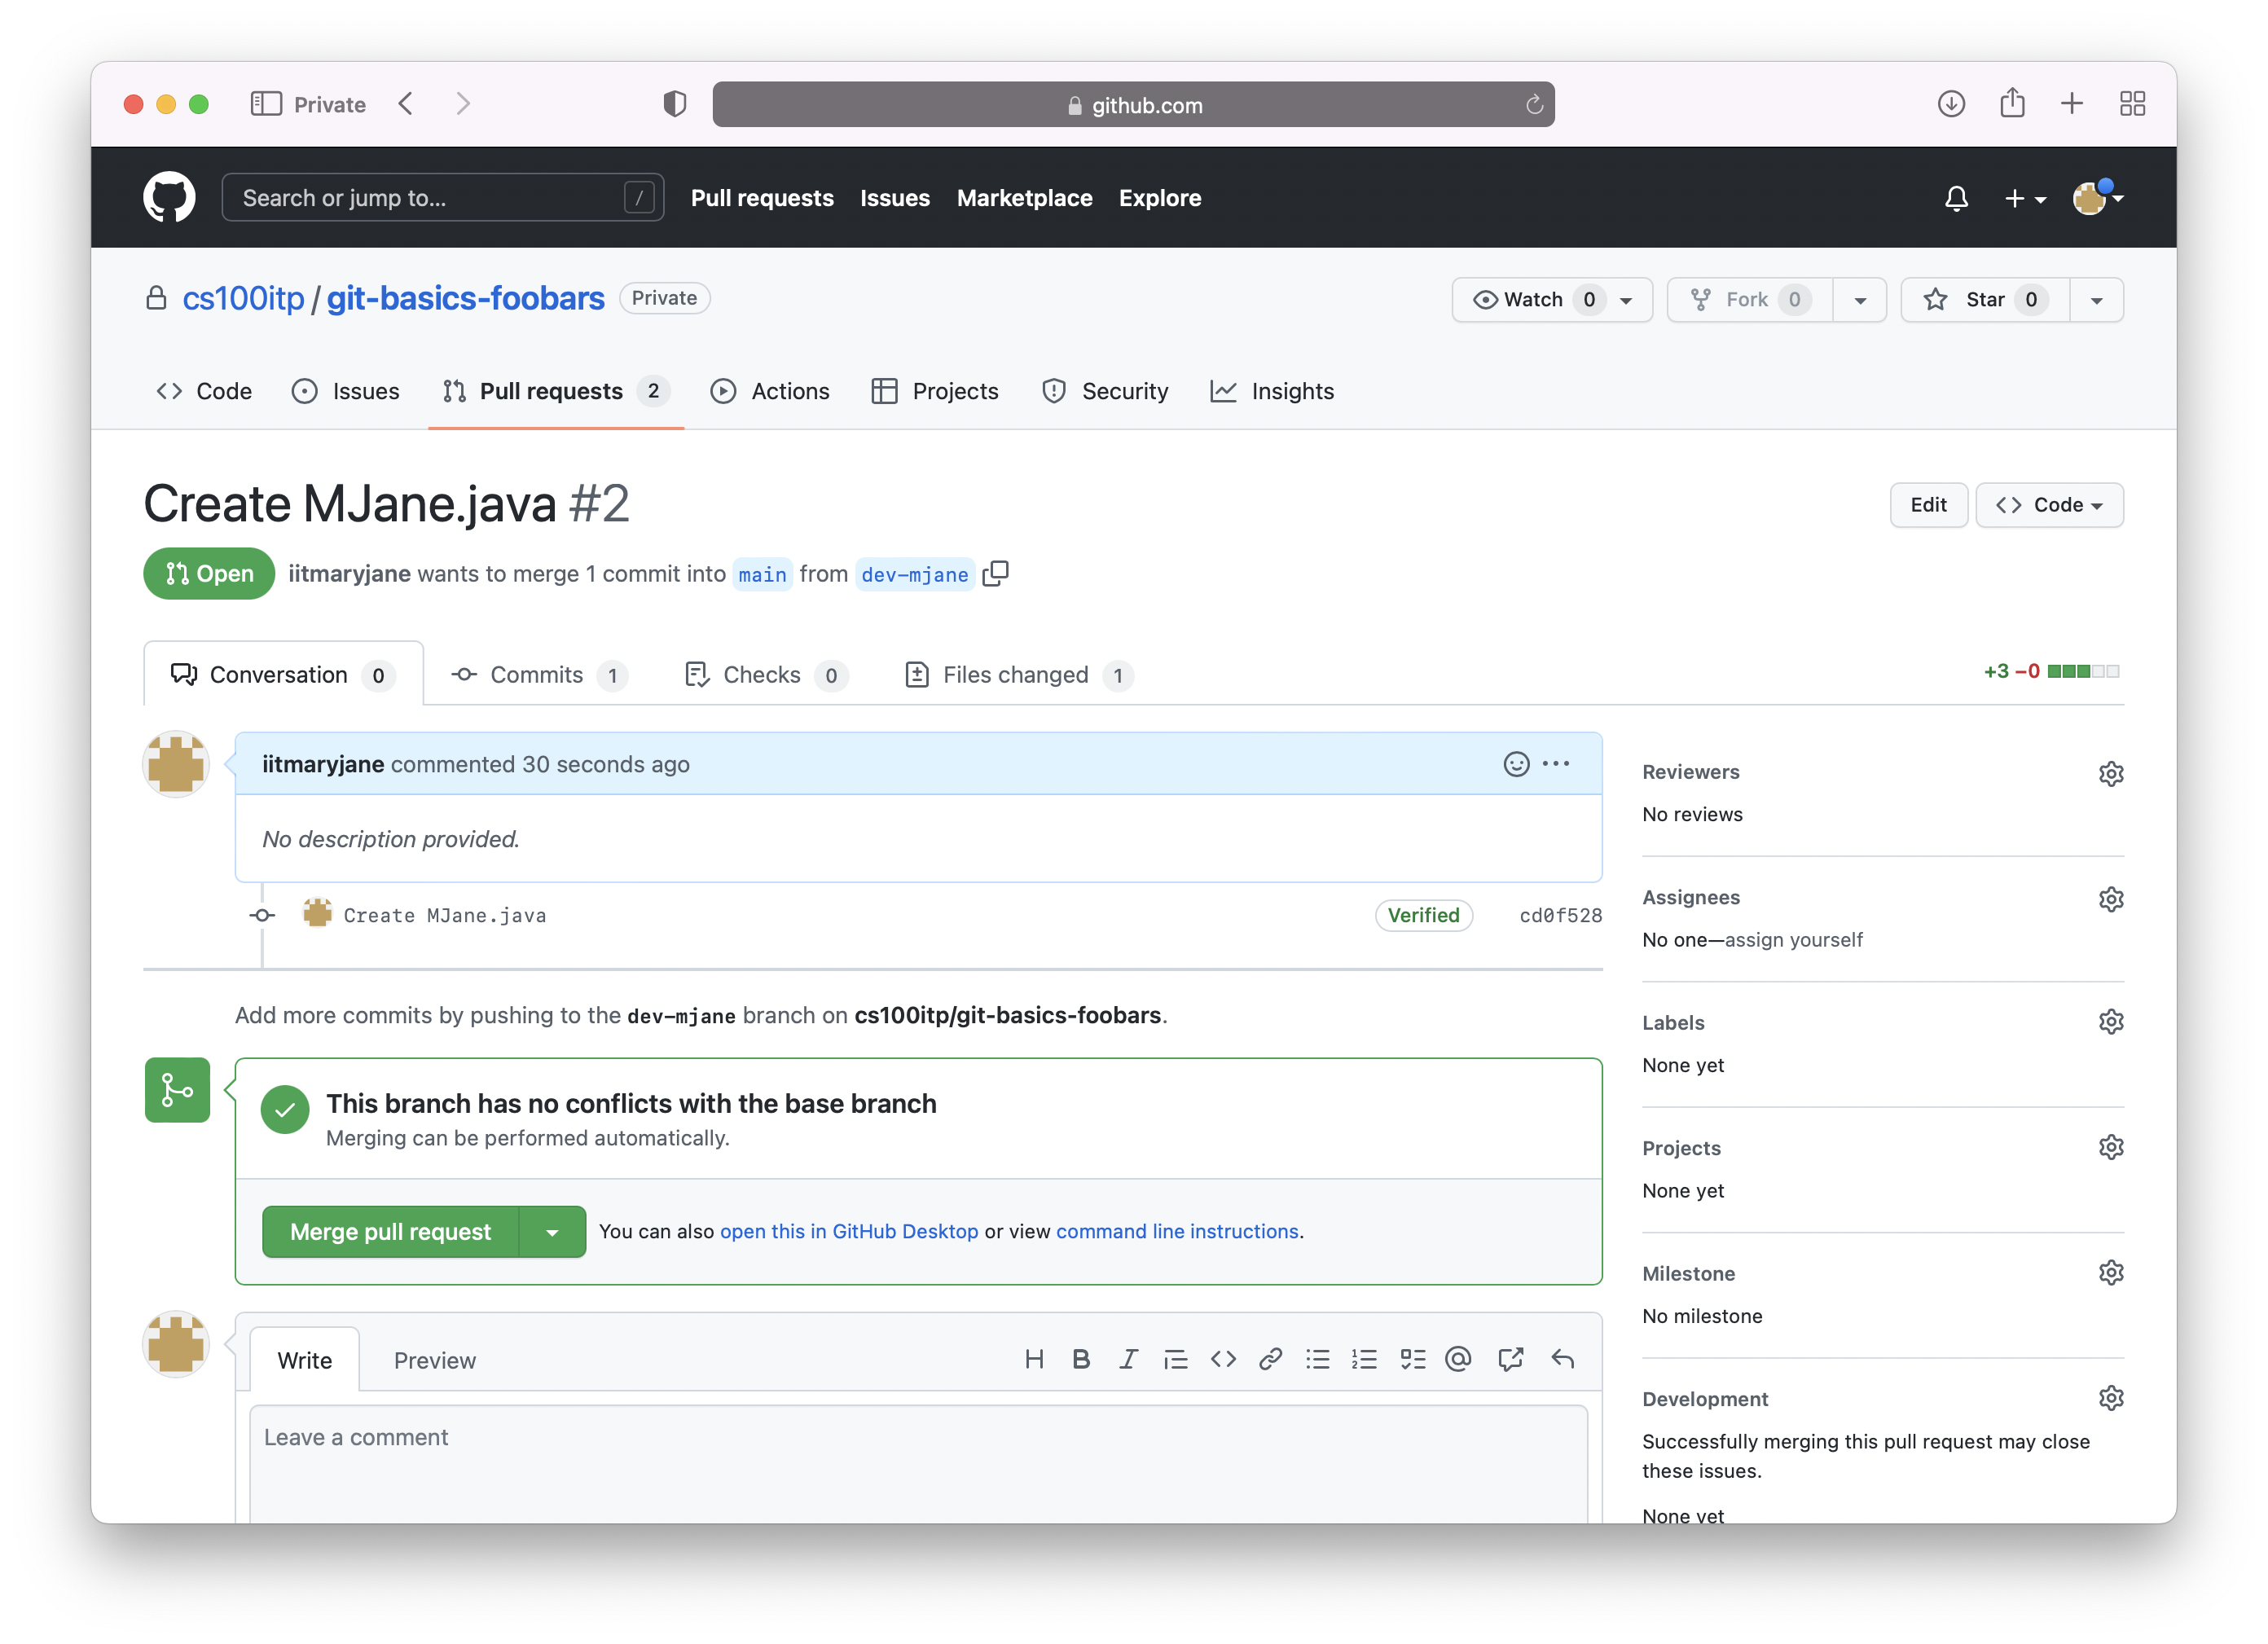 Private
github.com
Search or jump to... /
Pull requests Issues Marketplace Explore
cs100itp / git-basics-foobars Private
Watch 0 Fork 0 Star 0
Code Issues Pull requests 2 Actions Projects Security Insights
Create MJane.java #2
Edit Code
Open iitmaryjane wants to merge 1 commit into main from dev-mjane
Conversation 0 Commits 1 Checks 0 Files changed 1
+3 −0
iitmaryjane commented 30 seconds ago
No description provided.
Create MJane.java Verified cd0f528
Add more commits by pushing to the dev-mjane branch on cs100itp/git-basics-foobars.
This branch has no conflicts with the base branch
Merging can be performed automatically.
Merge pull request You can also open this in GitHub Desktop or view command line instructions.
Write Preview
Leave a comment
Reviewers
No reviews
Assignees
No one—assign yourself
Labels
None yet
Projects
None yet
Milestone
No milestone
Development
Successfully merging this pull request may close
these issues.
None yet